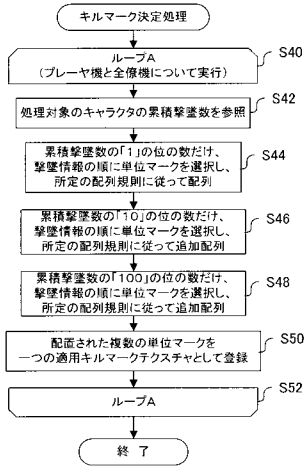 キルマーク決定処理
ループA
(プレーヤ機と全僚機について実行)
S40
処理対象のキャラクタの累積撃墜数を参照
S42
累積撃墜数の「1」の位の数だけ、
撃墜情報の順に単位マークを選択し、
所定の配列規則に従って配列
S44
累積撃墜数の「10」の位の数だけ、
撃墜情報の順に単位マークを選択し、
所定の配列規則に従って追加配列
S46
累積撃墜数の「100」の位の数だけ、
撃墜情報の順に単位マークを選択し、
所定の配列規則に従って追加配列
S48
配置された複数の単位マークを
一つの適用キルマークテクスチャとして登録
S50
ループA
S52
終了